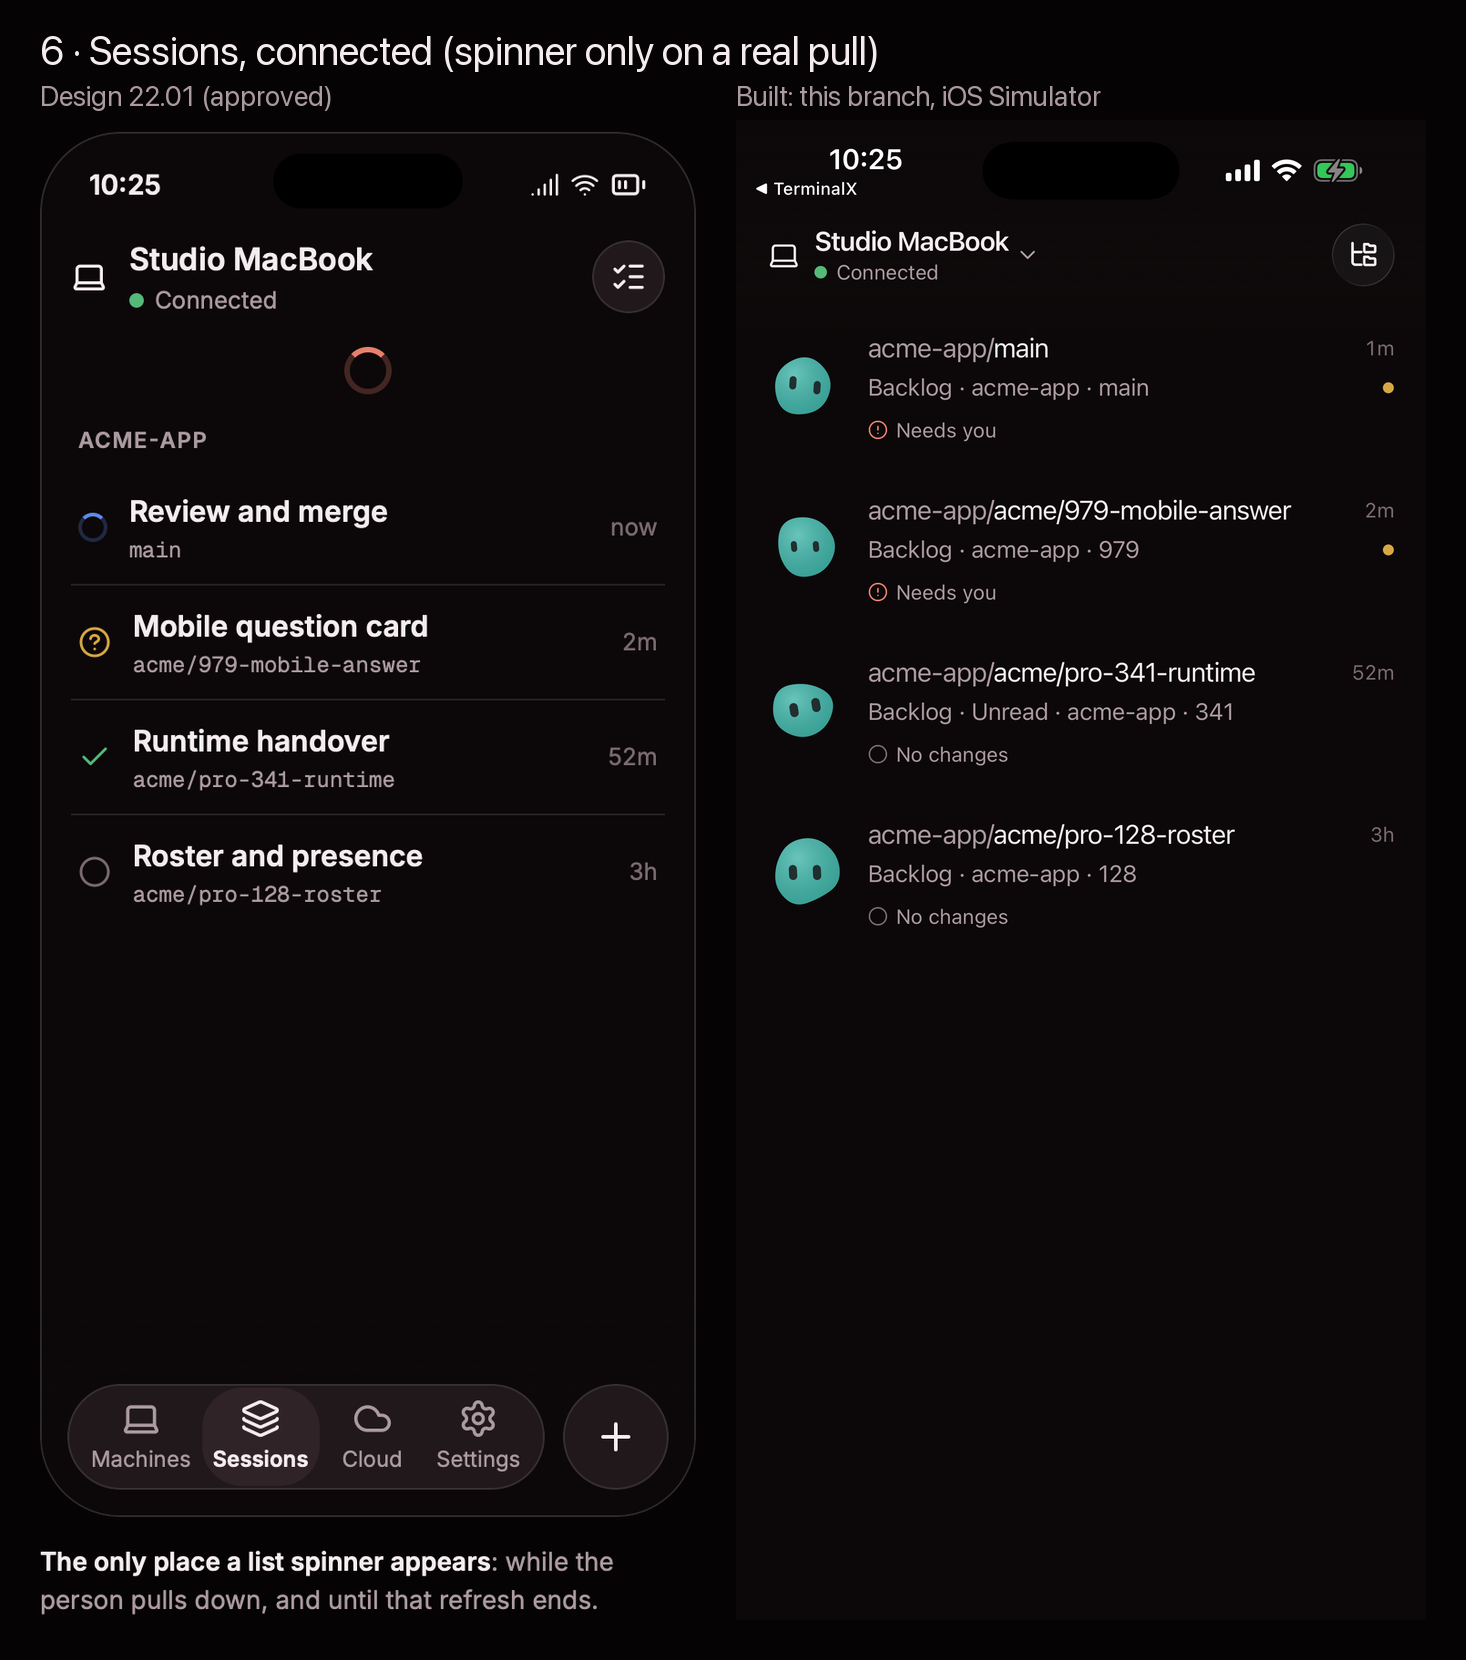 6 · Sessions, connected (spinner only on a real pull)
Design 22.01 (approved)
10:25
Studio MacBook
Connected
ACME-APP
Review and merge
main
now
Mobile question card
acme/979-mobile-answer
2m
Runtime handover
acme/pro-341-runtime
52m
Roster and presence
acme/pro-128-roster
3h
Machines
Sessions
Cloud
Settings
The only place a list spinner appears: while the
person pulls down, and until that refresh ends.
Built: this branch, iOS Simulator
10:25
◀ TerminalX
Studio MacBook
Connected
acme-app/main
1m
Backlog · acme-app · main
Needs you
acme-app/acme/979-mobile-answer
2m
Backlog · acme-app · 979
Needs you
acme-app/acme/pro-341-runtime
52m
Backlog · Unread · acme-app · 341
No changes
acme-app/acme/pro-128-roster
3h
Backlog · acme-app · 128
No changes